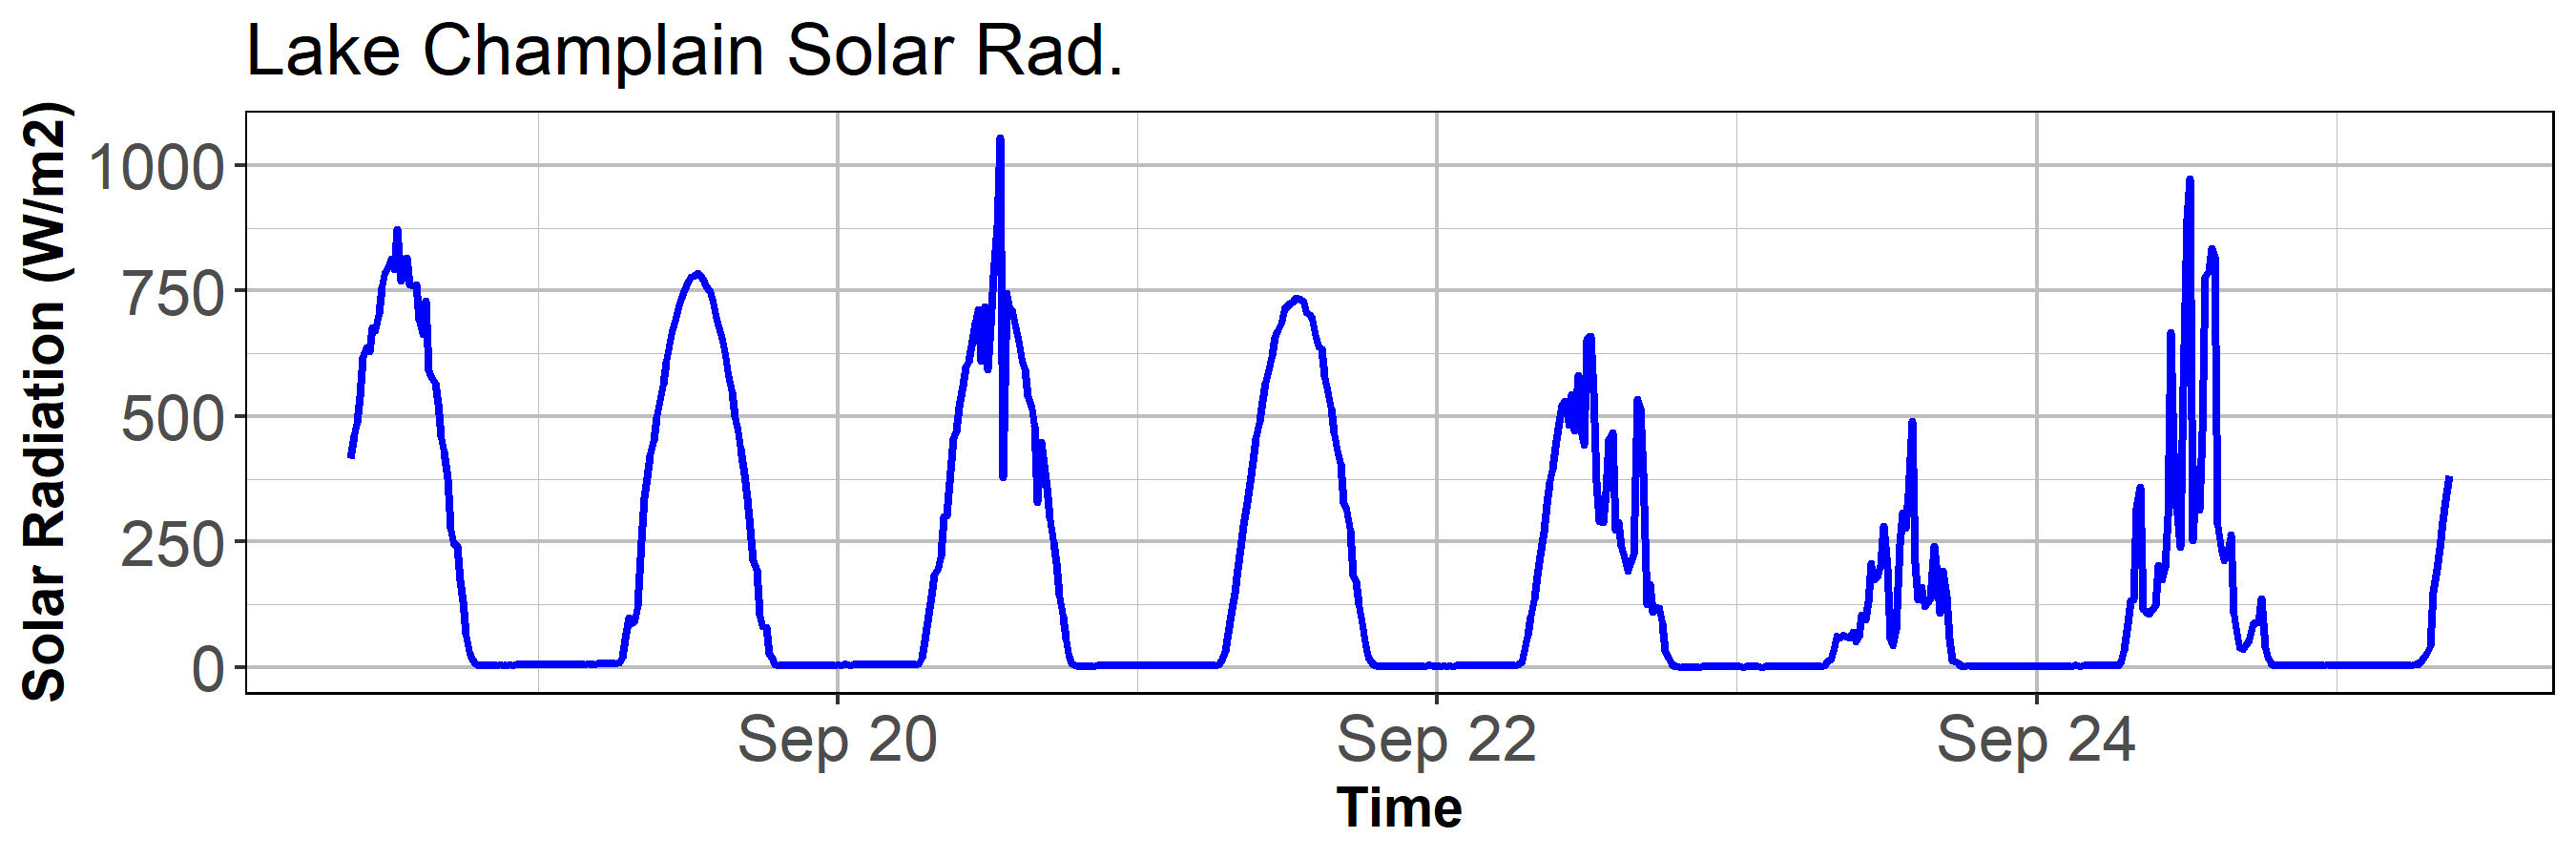 Lake Champlain Solar Rad.
Solar Radiation (W/m2)
1000
750
500
250
0
Sep 20
Sep 22
Sep 24
Time